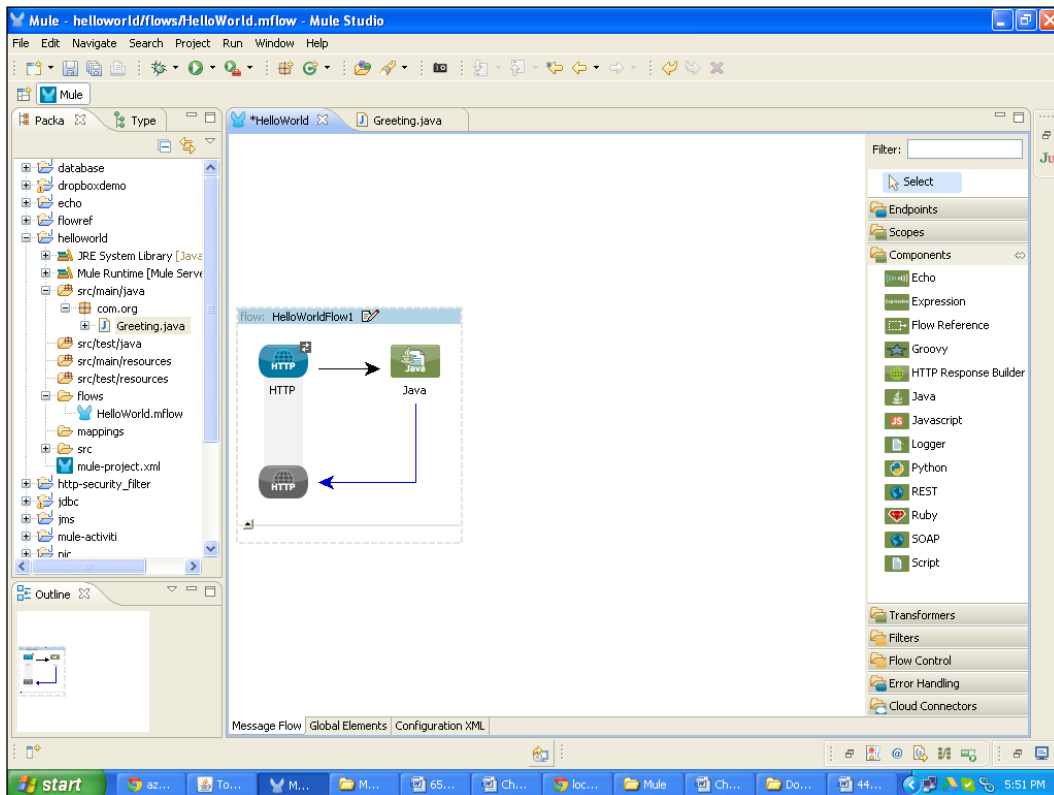 Mule - helloworld/flows/HelloWorld.mflow - Mule Studio
File Edit Navigate Search Project Run Window Help
Mule
Packa Type
*HelloWorld Greeting.java
database
dropboxdemo
echo
flowref
helloworld
JRE System Library [Java
Mule Runtime [Mule Serve
src/main/java
com.org
Greeting.java
src/test/java
src/main/resources
src/test/resources
flows
HelloWorld.mflow
mappings
src
mule-project.xml
http-security_filter
jdbc
jms
mule-activiti
Outline
flow: HelloWorldFlow1
HTTP
Java
HTTP Java
HTTP
Message Flow Global Elements Configuration XML
Filter:
Select
Endpoints
Scopes
Components
Echo
Expression
Expression
Flow Reference
Groovy
HTTP Response Builder
Java
JS Javascript
Logger
Python
REST
Ruby
SOAP
Script
Transformers
Filters
Flow Control
Error Handling
Cloud Connectors
Ju
start az... To... M... M... 65... Ch... loc... Mule Ch... Do... 44... 5:51 PM